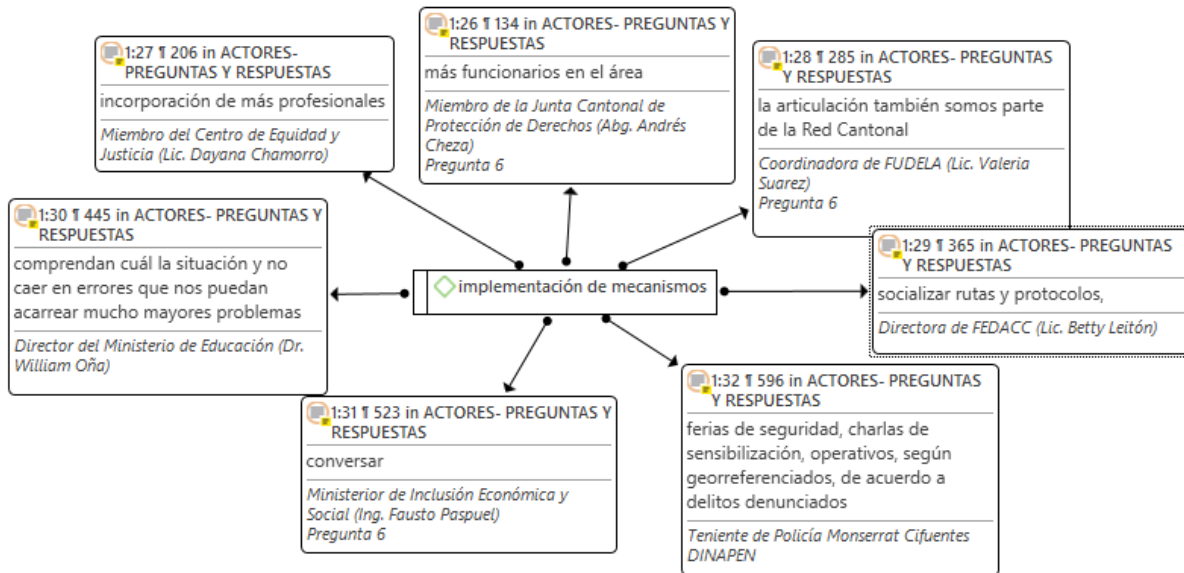 1:26 ¶ 134 in ACTORES- PREGUNTAS Y
RESPUESTAS
más funcionarios en el área
Miembro de la Junta Cantonal de
Protección de Derechos (Abg. Andrés
Cheza)
Pregunta 6
1:27 ¶ 206 in ACTORES-
PREGUNTAS Y RESPUESTAS
incorporación de más profesionales
Miembro del Centro de Equidad y
Justicia (Lic. Dayana Chamorro)
1:28 ¶ 285 in ACTORES- PREGUNTAS
Y RESPUESTAS
la articulación también somos parte
de la Red Cantonal
Coordinadora de FUDELA (Lic. Valeria
Suarez)
Pregunta 6
1:30 ¶ 445 in ACTORES- PREGUNTAS Y
RESPUESTAS
comprendan cuál la situación y no
caer en errores que nos puedan
acarrear mucho mayores problemas
Director del Ministerio de Educación (Dr.
William Oña)
implementación de mecanismos
1:29 ¶ 365 in ACTORES- PREGUNTAS
Y RESPUESTAS
socializar rutas y protocolos,
Directora de FEDACC (Lic. Betty Leitón)
1:31 ¶ 523 in ACTORES- PREGUNTAS Y
RESPUESTAS
conversar
Ministerior de Inclusión Económica y
Social (Ing. Fausto Paspuel)
Pregunta 6
1:32 ¶ 596 in ACTORES- PREGUNTAS
Y RESPUESTAS
ferias de seguridad, charlas de
sensibilización, operativos, según
georreferenciados, de acuerdo a
delitos denunciados
Teniente de Policía Monserrat Cifuentes
DINAPEN